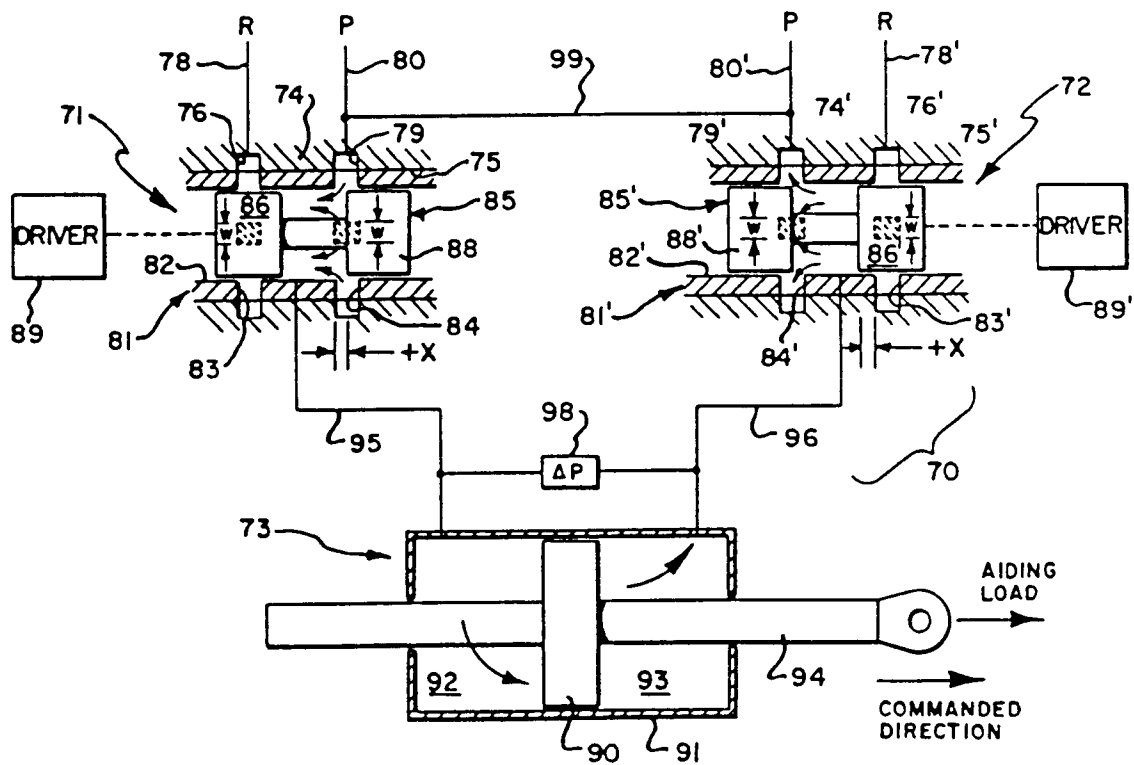 R P P R
78 80 99 80' 78'
76 74 79 79' 74' 76' 75' 72
71 75
DRIVER 86 W W 85 85' W W DRIVER
88 88' 86'
82 82'
89 81 83 84 81' 84' 83' 89'
+X +X
95 98 96 70
ΔP
73
AIDING
LOAD
92 93 94
COMMANDED
DIRECTION
90 91